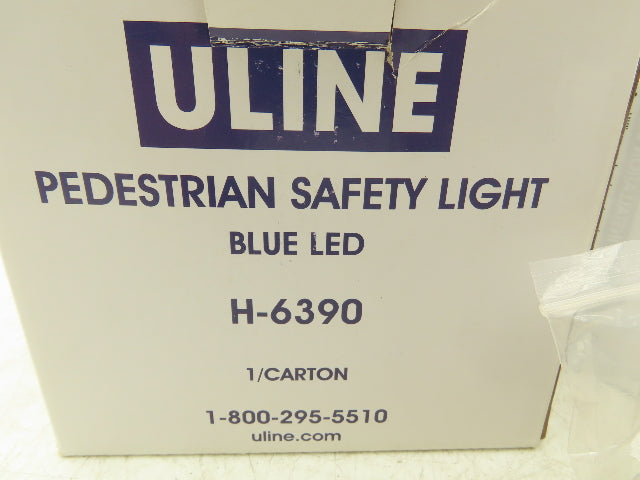 ULINE
PEDESTRIAN SAFETY LIGHT
BLUE LED
H-6390
1/CARTON
1-800-295-5510
uline.com